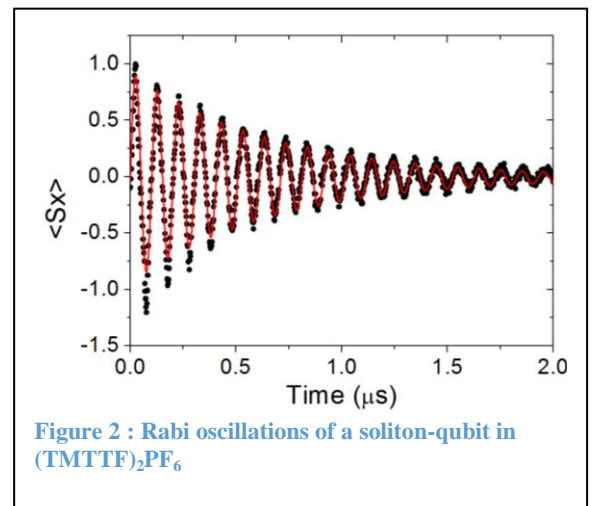 1.0
0.5
0.0
-0.5
-1.0
-1.5
<Sx>
0.0 0.5 1.0 1.5 2.0
Time (μs)
Figure 2 : Rabi oscillations of a soliton-qubit in
(TMTTF)₂PF₆